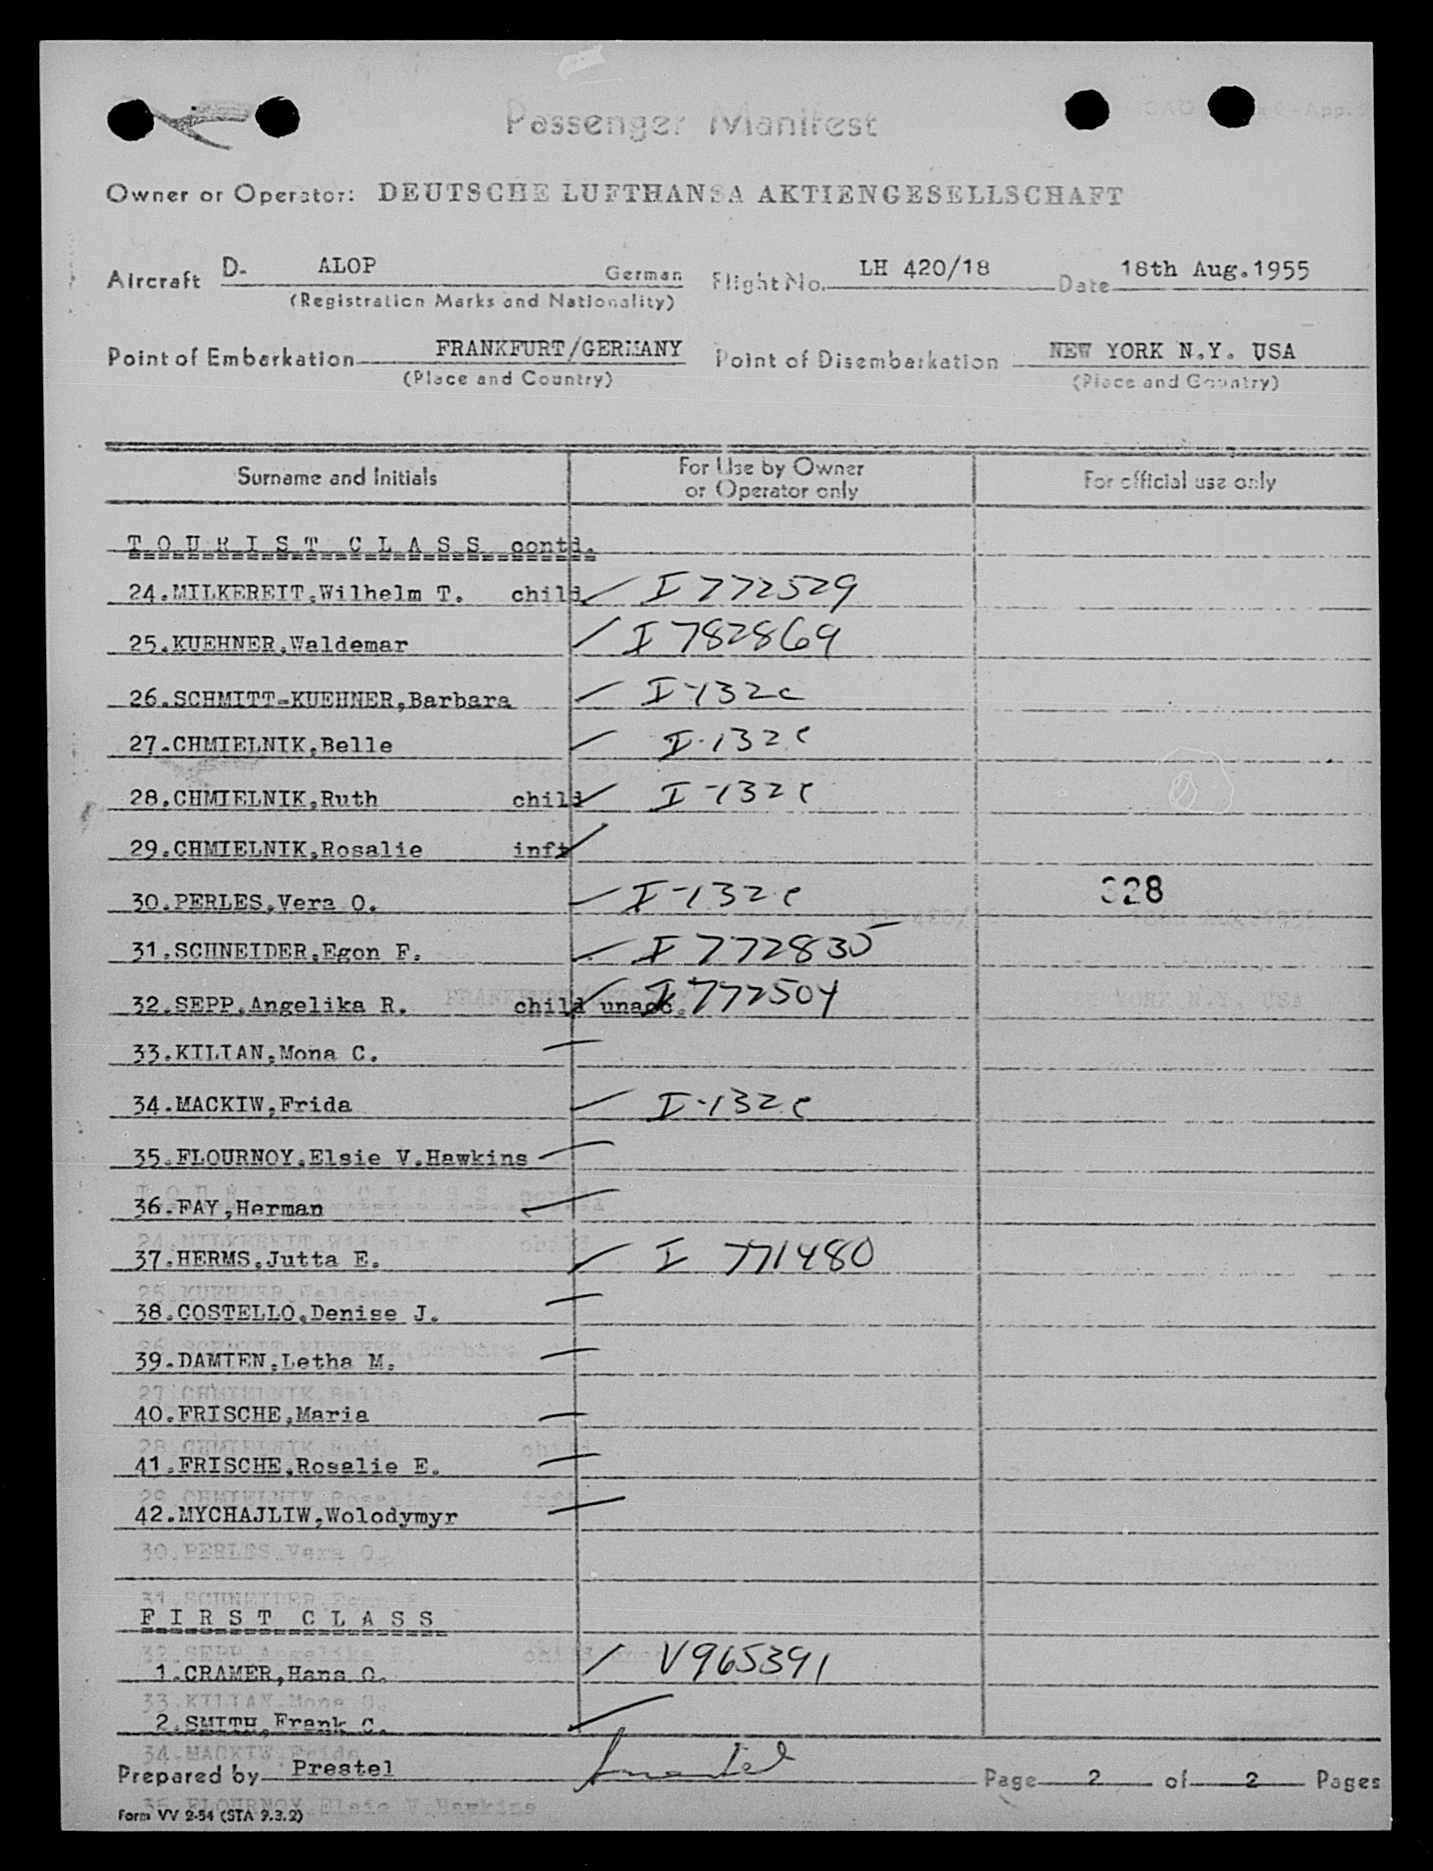 Passenger Manifest
Owner or Operator: DEUTSCHE LUFTHANSA AKTIENGESELLSCHAFT
Aircraft D- ALOP German Flight No. LH 420/18 Date 18th Aug.1955
(Registration Marks and Nationality)
Point of Embarkation FRANKFURT/GERMANY Point of Disembarkation NEW YORK N.Y. USA
(Place and Country) (Place and Country)
Surname and Initials For Use by Owner or Operator only For official use only
TOURIST CLASS contd.
24.MILKEREIT,Wilhelm T. child I 772529
25.KUEHNER,Waldemar I 782869
26.SCHMITT-KUEHNER,Barbara I-132c
27.CHMIELNIK,Belle I-132c
28.CHMIELNIK,Ruth child I-132c
29.CHMIELNIK,Rosalie inft
30.PERLES,Vera O. I-132c 328
31.SCHNEIDER,Egon F. I 772835
32.SEPP,Angelika R. child unacc. I 772504
33.KILIAN,Mona C.
34.MACKIW,Frida I-132c
35.FLOURNOY,Elsie V.Hawkins
36.FAY,Herman
37.HERMS,Jutta E. I 771480
38.COSTELLO,Denise J.
39.DAMIEN,Letha M.
40.FRISCHE,Maria
41.FRISCHE,Rosalie E.
42.MYCHAJLIW,Wolodymyr
FIRST CLASS
1.CRAMER,Hans O. V965391
2.SMITH,Frank C.
Prepared by Prestel Page 2 of 2 Pages
Form VV 2-54 (STA 9.3.2)